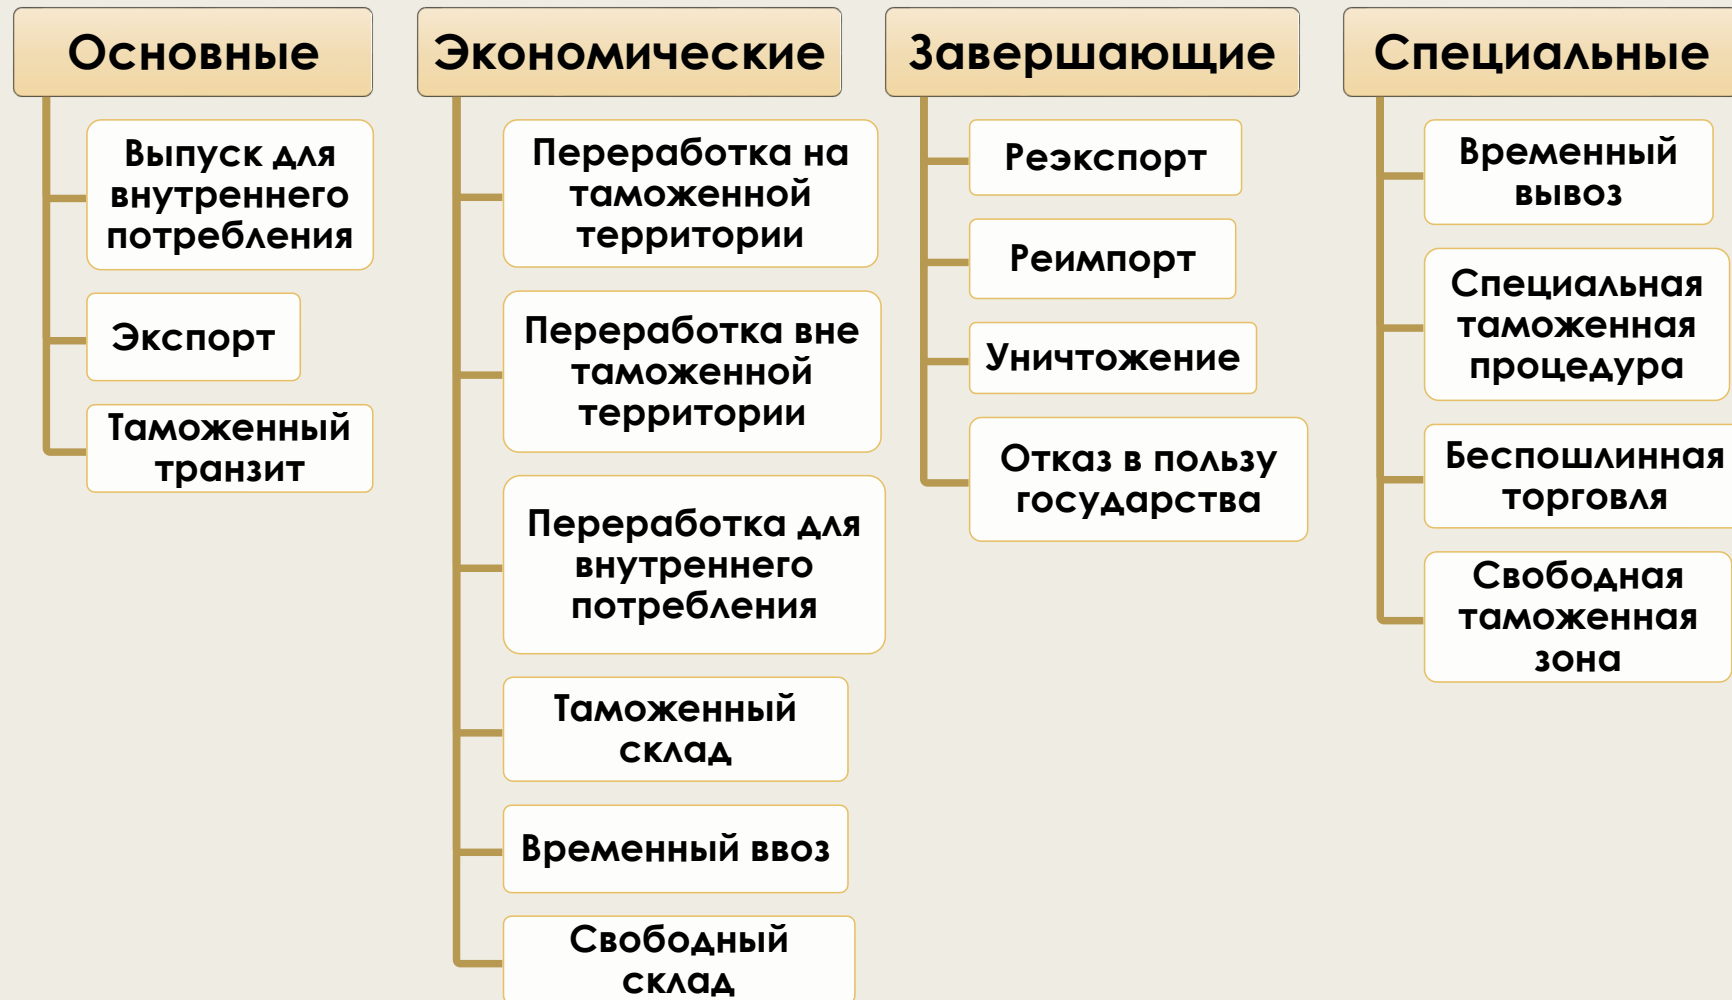 Основные
Выпуск для
внутреннего
потребления
Экспорт
Таможенный
транзит
Экономические
Переработка на
таможенной
территории
Переработка вне
таможенной
территории
Переработка для
внутреннего
потребления
Таможенный
склад
Временный ввоз
Свободный
склад
Завершающие
Реэкспорт
Реимпорт
Уничтожение
Отказ в пользу
государства
Специальные
Временный
вывоз
Специальная
таможенная
процедура
Беспошлинная
торговля
Свободная
таможенная
зона